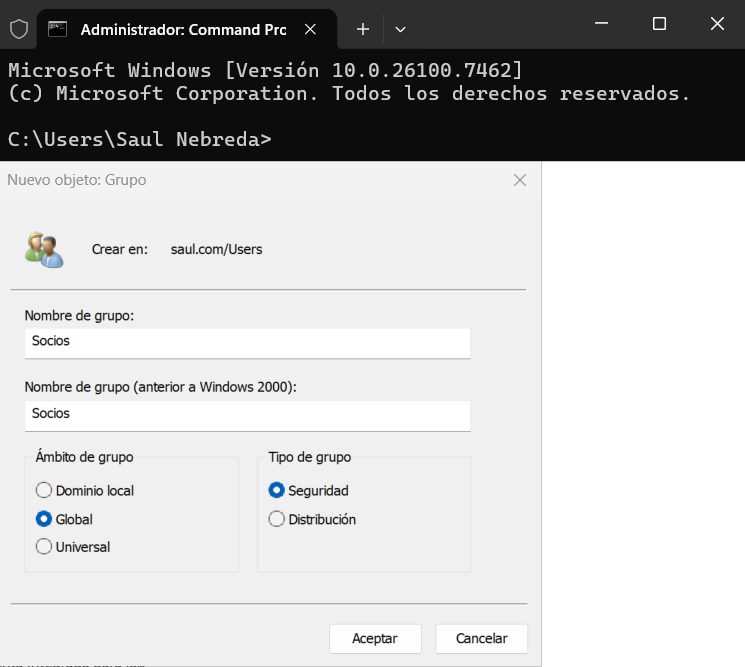 Administrador: Command Prc
Microsoft Windows [Versión 10.0.26100.7462]
(c) Microsoft Corporation. Todos los derechos reservados.
C:\Users\Saul Nebreda>
Nuevo objeto: Grupo
Crear en: saul.com/Users
Nombre de grupo:
Socios
Nombre de grupo (anterior a Windows 2000):
Socios
Ámbito de grupo
Dominio local
Global
Universal
Tipo de grupo
Seguridad
Distribución
Aceptar Cancelar